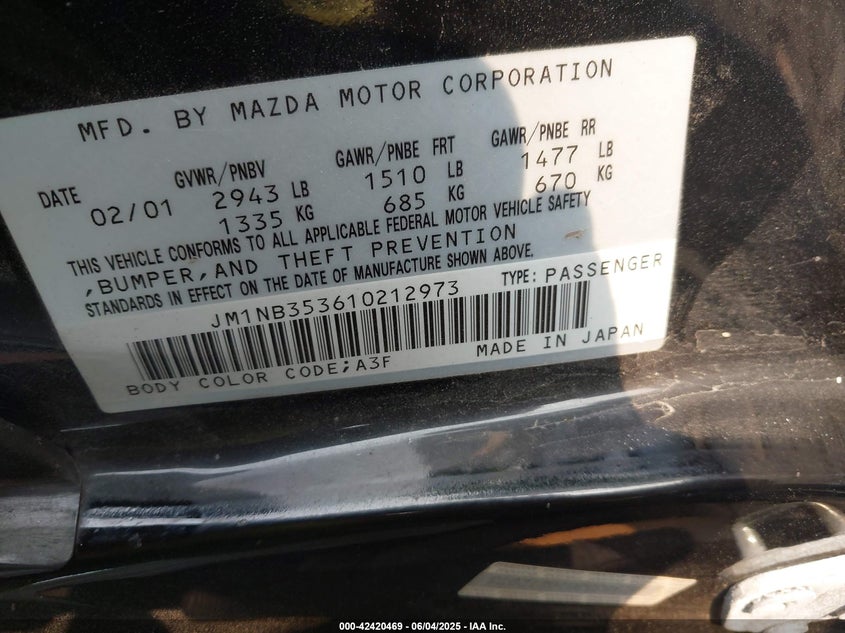 MFD. BY MAZDA MOTOR CORPORATION
DATE GVWR/PNBV GAWR/PNBE FRT GAWR/PNBE RR
02/01 2943 LB 1510 LB 1477 LB
1335 KG 685 KG 670 KG
THIS VEHICLE CONFORMS TO ALL APPLICABLE FEDERAL MOTOR VEHICLE SAFETY
,BUMPER,AND THEFT PREVENTION
STANDARDS IN EFFECT ON THE DATE OF MANUFACTURE SHOWN ABOVE.
JM1NB353610212973 TYPE: PASSENGER
BODY COLOR CODE;A3F MADE IN JAPAN
000-42420469 - 06/04/2025 - IAA Inc.